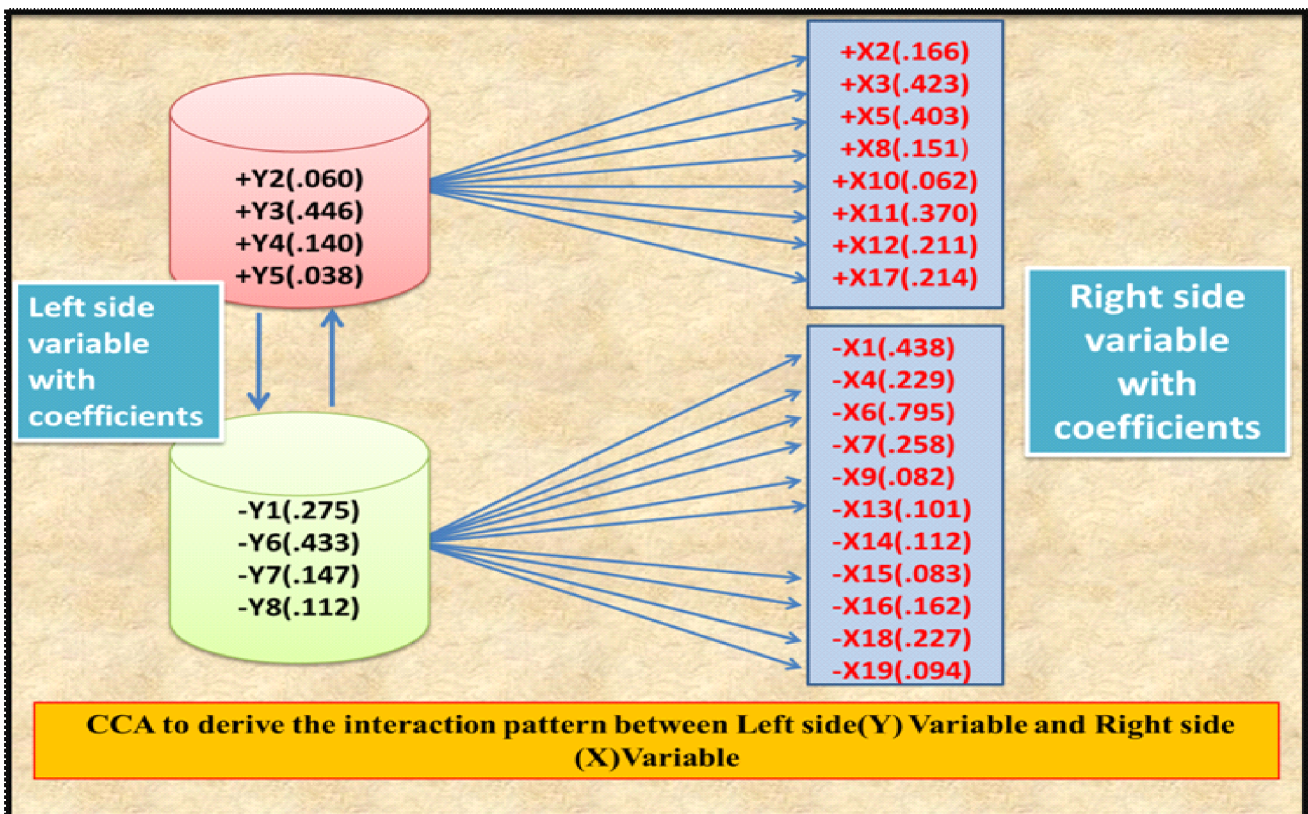 +Y2(.060)
+Y3(.446)
+Y4(.140)
+Y5(.038)
Left side
variable
with
coefficients
-Y1(.275)
-Y6(.433)
-Y7(.147)
-Y8(.112)
+X2(.166)
+X3(.423)
+X5(.403)
+X8(.151)
+X10(.062)
+X11(.370)
+X12(.211)
+X17(.214)
-X1(.438)
-X4(.229)
-X6(.795)
-X7(.258)
-X9(.082)
-X13(.101)
-X14(.112)
-X15(.083)
-X16(.162)
-X18(.227)
-X19(.094)
Right side
variable
with
coefficients
CCA to derive the interaction pattern between Left side(Y) Variable and Right side
(X)Variable